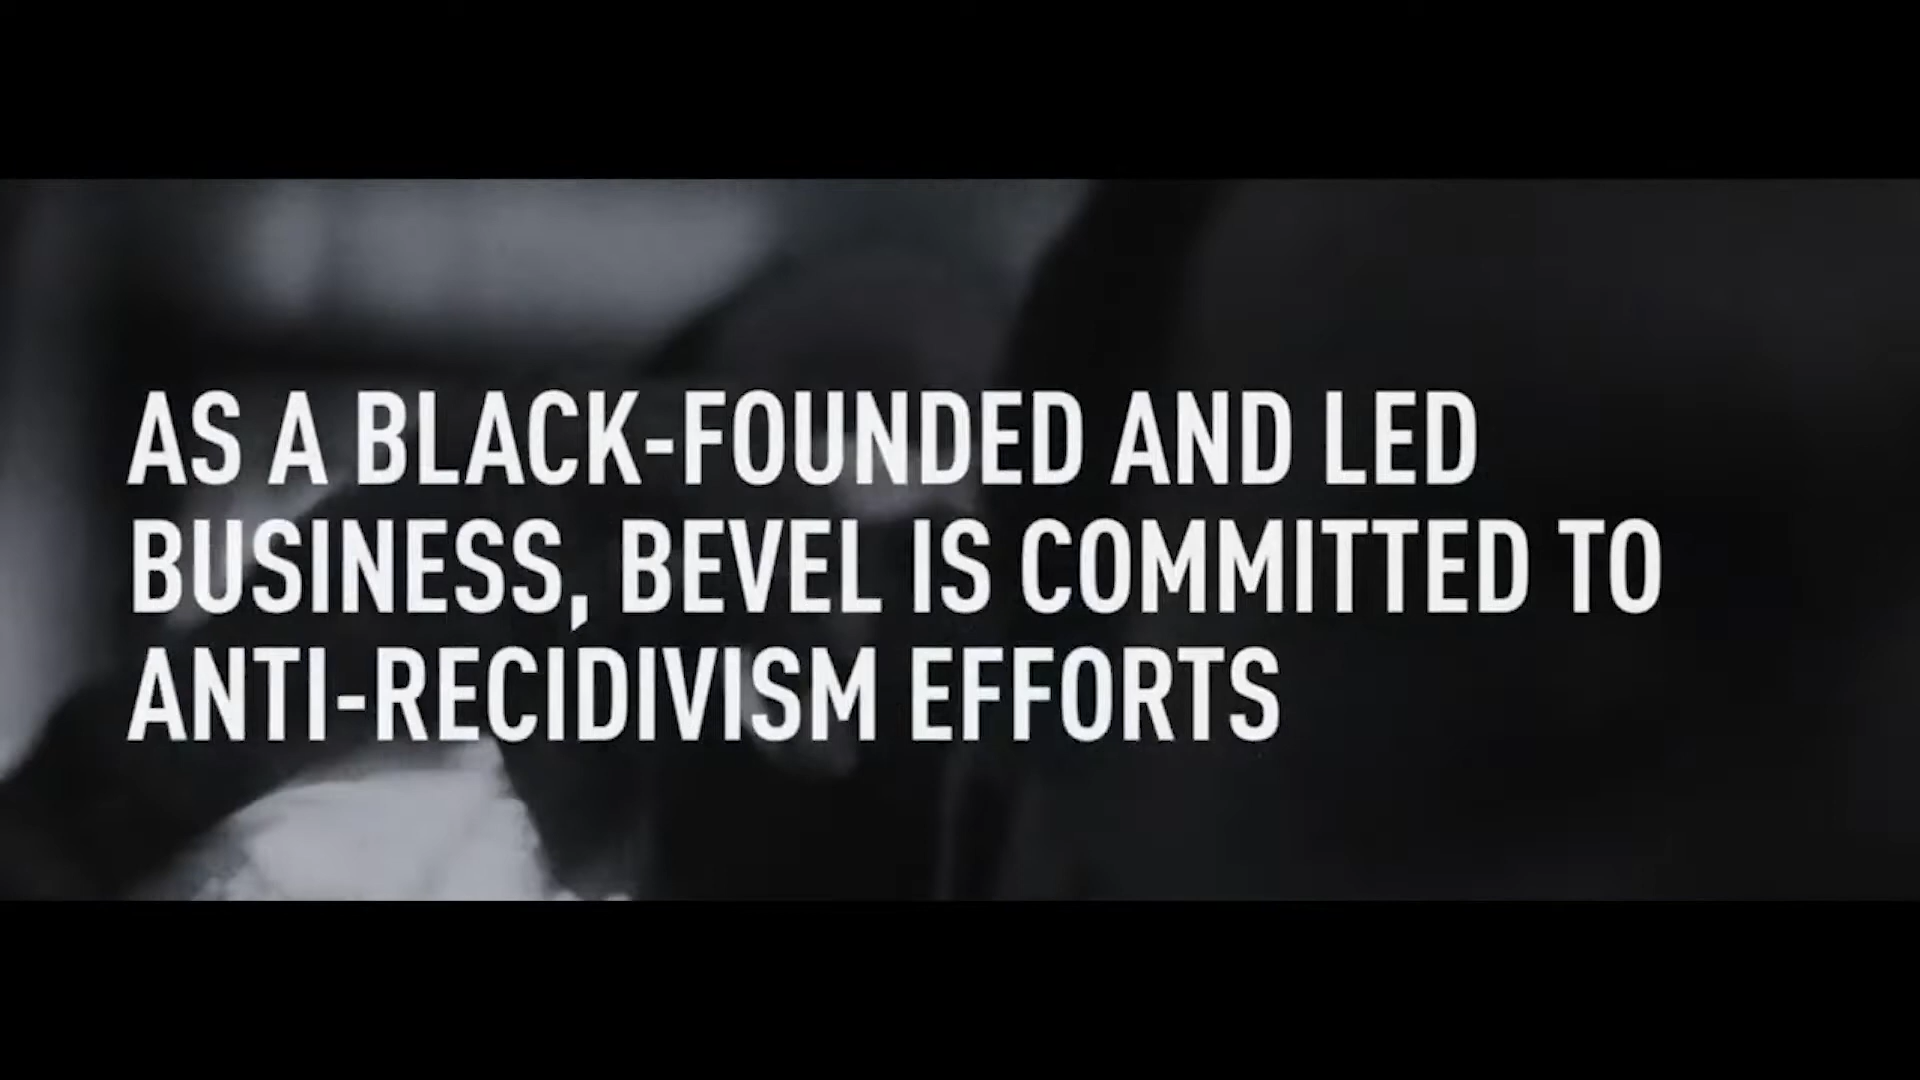 AS A BLACK-FOUNDED AND LED
BUSINESS, BEVEL IS COMMITTED TO
ANTI-RECIDIVISM EFFORTS